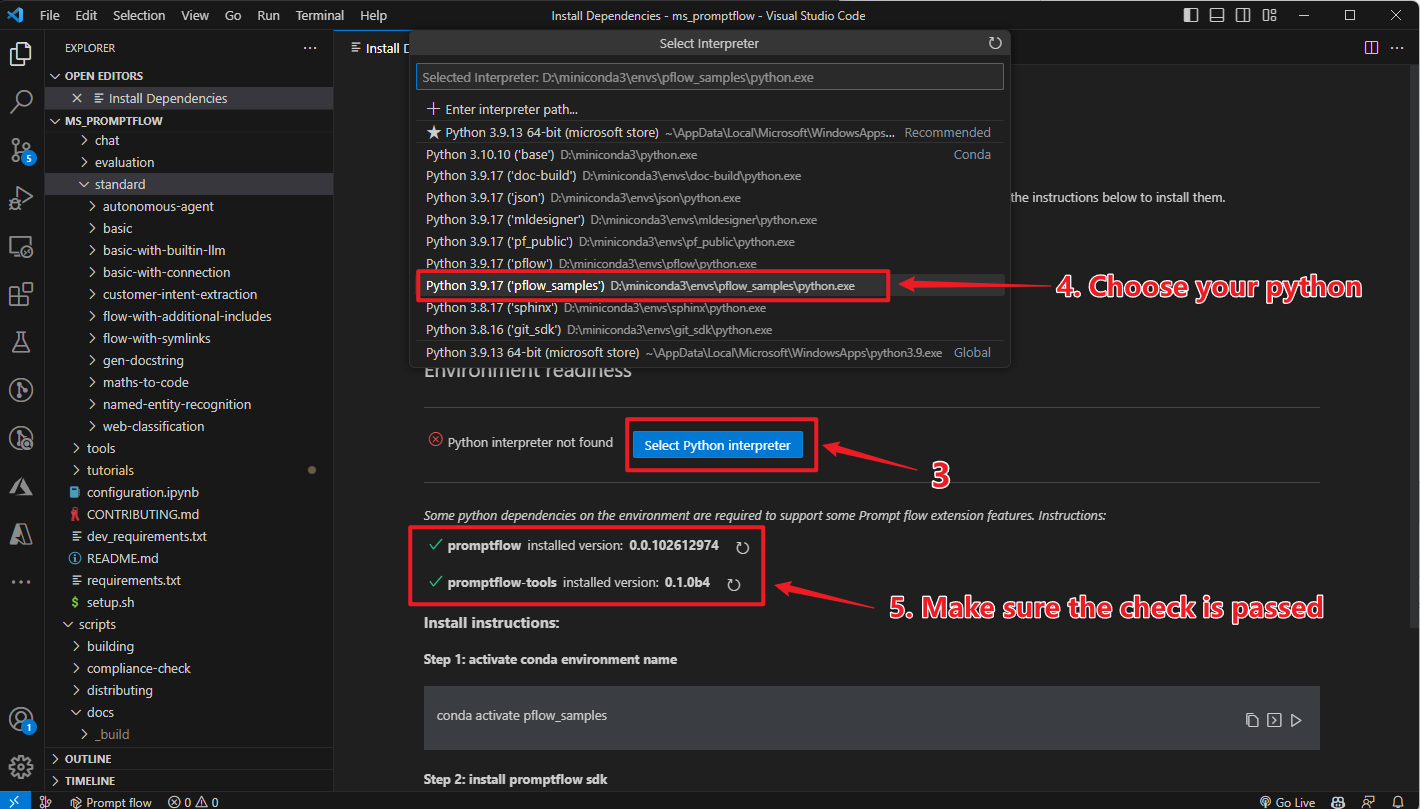 File Edit Selection View Go Run Terminal Help
Install Dependencies - ms_promptflow - Visual Studio Code
EXPLORER
OPEN EDITORS
Install Dependencies
MS_PROMPTFLOW
chat
evaluation
standard
autonomous-agent
basic
basic-with-builtin-llm
basic-with-connection
customer-intent-extraction
flow-with-additional-includes
flow-with-symlinks
gen-docstring
maths-to-code
named-entity-recognition
web-classification
tools
tutorials
configuration.ipynb
CONTRIBUTING.md
dev_requirements.txt
README.md
requirements.txt
setup.sh
scripts
building
compliance-check
distributing
docs
_build
OUTLINE
TIMELINE
5
1
Install D
Select Interpreter
Selected Interpreter: D:\miniconda3\envs\pflow_samples\python.exe
Enter interpreter path...
Python 3.9.13 64-bit (microsoft store) ~\AppData\Local\Microsoft\WindowsApps... Recommended
Python 3.10.10 ('base') D:\miniconda3\python.exe Conda
Python 3.9.17 ('doc-build') D:\miniconda3\envs\doc-build\python.exe
Python 3.9.17 ('json') D:\miniconda3\envs\json\python.exe
Python 3.9.17 ('mldesigner') D:\miniconda3\envs\mldesigner\python.exe
Python 3.9.17 ('pf_public') D:\miniconda3\envs\pf_public\python.exe
Python 3.9.17 ('pflow') D:\miniconda3\envs\pflow\python.exe
Python 3.9.17 ('pflow_samples') D:\miniconda3\envs\pflow_samples\python.exe
Python 3.8.17 ('sphinx') D:\miniconda3\envs\sphinx\python.exe
Python 3.8.16 ('git_sdk') D:\miniconda3\envs\git_sdk\python.exe
Python 3.9.13 64-bit (microsoft store) ~\AppData\Local\Microsoft\WindowsApps\python3.9.exe Global
the instructions below to install them.
4. Choose your python
Environment readiness
Python interpreter not found
Select Python interpreter
3
Some python dependencies on the environment are required to support some Prompt flow extension features. Instructions:
promptflow installed version: 0.0.102612974
promptflow-tools installed version: 0.1.0b4
5. Make sure the check is passed
Install instructions:
Step 1: activate conda environment name
conda activate pflow_samples
Step 2: install promptflow sdk
Prompt flow
0 0
Go Live